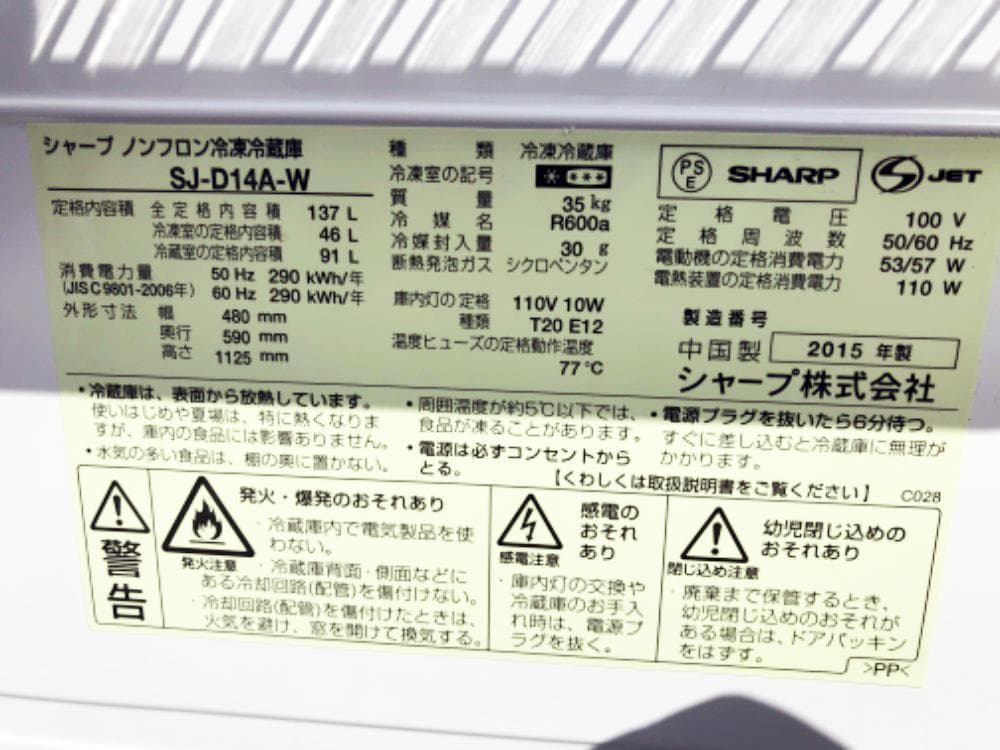 シャープ ノンフロン冷凍冷蔵庫
SJ-D14A-W
定格内容積 全定格内容積 137 L
冷凍室の定格内容積 46 L
冷蔵室の定格内容積 91 L
消費電力量 50 Hz 290 kWh/年
(JIS C 9801-2006年) 60 Hz 290 kWh/年
外形寸法 幅 480 mm
奥行 590 mm
高さ 1125 mm
種類 冷凍冷蔵庫
冷凍室の記号 * ***
質量 35 kg
冷媒名 R600a
冷媒封入量 30 g
断熱発泡ガス シクロペンタン
庫内灯の定格 110V 10W
種類 T20 E12
温度ヒューズの定格動作温度
77℃
PS
E
SHARP
S JET
定格電圧 100 V
定格周波数 50/60 Hz
電動機の定格消費電力 53/57 W
電熱装置の定格消費電力 110 W
製造番号
中国製 2015 年製
シャープ株式会社
・冷蔵庫は、表面から放熱しています。
使いはじめや夏場は、特に熱くなりま
すが、庫内の食品には影響ありません。
・水気の多い食品は、棚の奥に置かない。
・周囲温度が約5℃以下では、
食品が凍ることがあります。
・電源は必ずコンセントから
とる。
・電源プラグを抜いたら6分待つ。
すぐに差し込むと冷蔵庫に無理が
かかります。
【くわしくは取扱説明書をご覧ください】 C028
警告
発火・爆発のおそれあり
発火注意
・冷蔵庫内で電気製品を使
わない。
・冷蔵庫背面・側面などに
ある冷却回路(配管)を傷付けない。
・冷却回路(配管)を傷付けたときは、
火気を避け、窓を開けて換気する。
感電の
おそれ
あり
感電注意
・庫内灯の交換や
冷蔵庫のお手入
れ時は、電源プ
ラグを抜く。
幼児閉じ込めの
おそれあり
閉じ込め注意
・廃棄まで保管するとき、
幼児閉じ込めのおそれが
ある場合は、ドアパッキン
をはずす。
>PP<